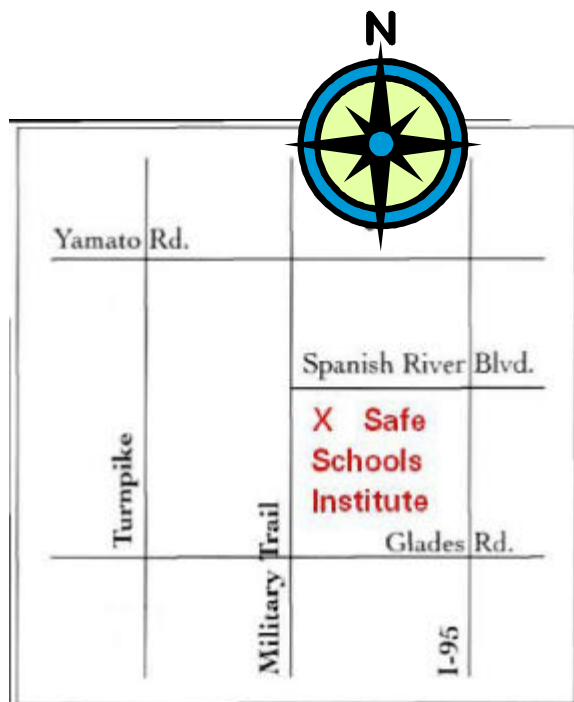 N
Yamato Rd.
Spanish River Blvd.
X Safe
Schools
Institute
Turnpike
Glades Rd.
Military Trail
I-95